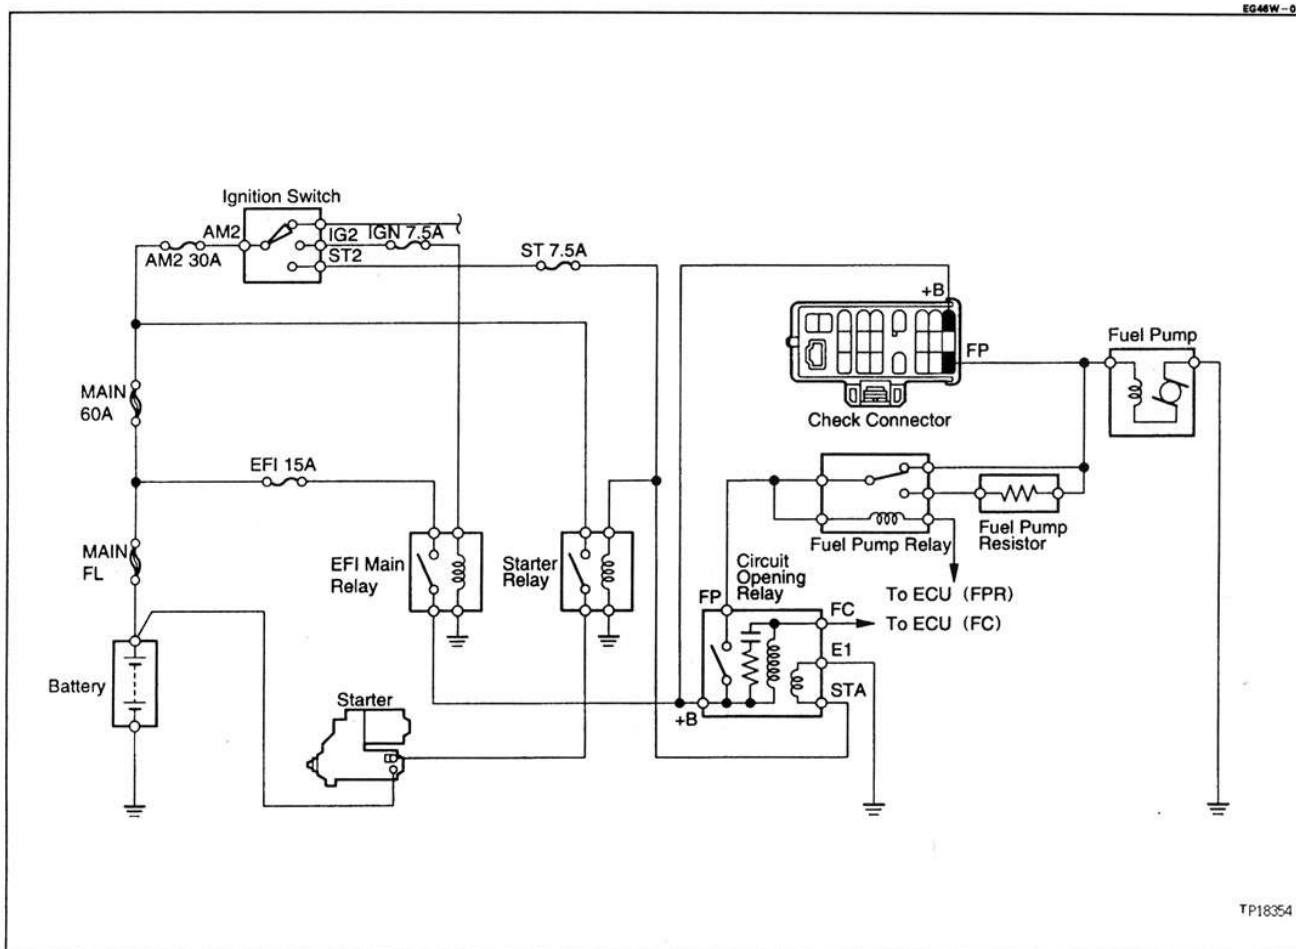 EG46W-0
Ignition Switch
AM2
IG2
IGN 7.5A
AM2 30A
ST2
ST 7.5A
+B
FP
Fuel Pump
MAIN
60A
Check Connector
EFI 15A
MAIN
FL
EFI Main
Relay
Starter
Relay
Fuel Pump Relay
Fuel Pump
Resistor
Circuit
Opening
Relay
FP
To ECU (FPR)
FC
To ECU (FC)
E1
Battery
STA
Starter
+B
TP18354